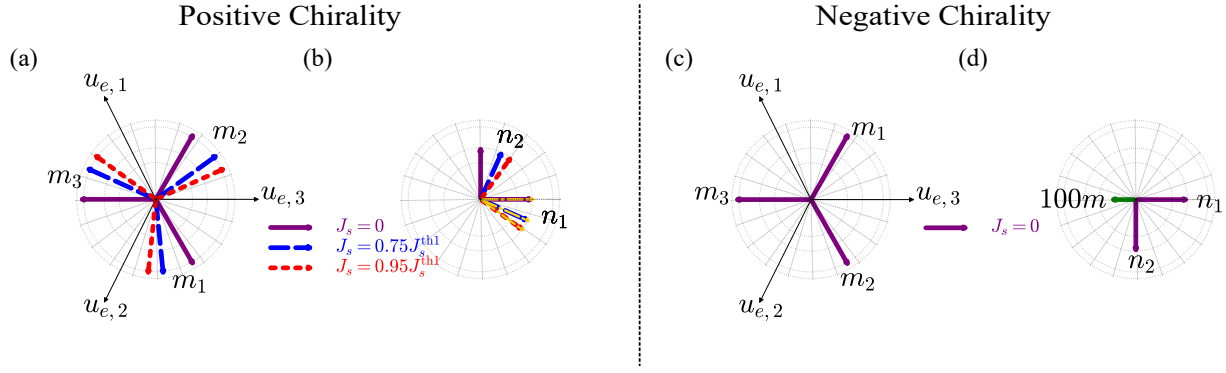 Positive Chirality
Negative Chirality
(a)
(b)
(c)
(d)
u_{e,1}
m_2
m_3
u_{e,3}
m_1
u_{e,2}
J_s = 0
J_s = 0.75J_s^{th1}
J_s = 0.95J_s^{th1}
n_2
n_1
u_{e,1}
m_1
m_3
u_{e,3}
m_2
u_{e,2}
J_s = 0
100m
n_1
n_2